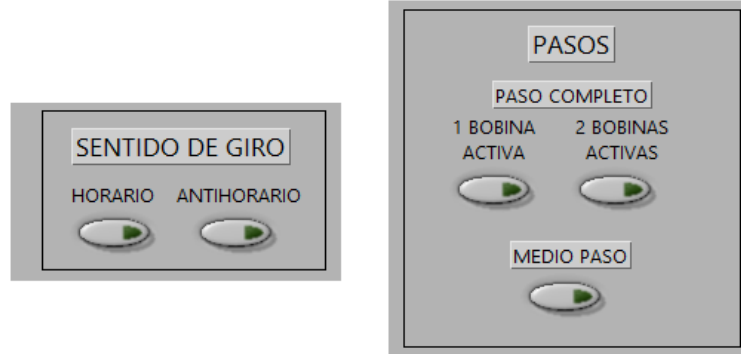 SENTIDO DE GIRO
HORARIO ANTIHORARIO
PASOS
PASO COMPLETO
1 BOBINA 2 BOBINAS
ACTIVA ACTIVAS
MEDIO PASO